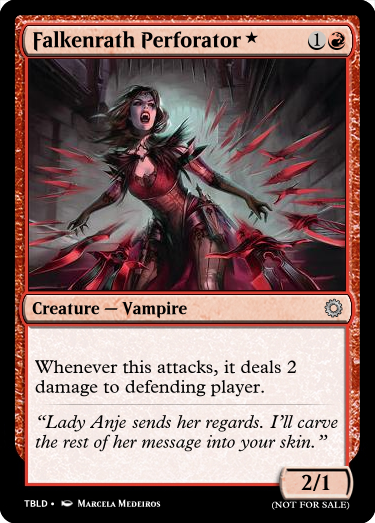 Falkenrath Perforator ★ 1
Creature — Vampire
Whenever this attacks, it deals 2
damage to defending player.
“Lady Anje sends her regards. I’ll carve
the rest of her message into your skin.”
2/1
TBLD • Marcela Medeiros
(NOT FOR SALE)